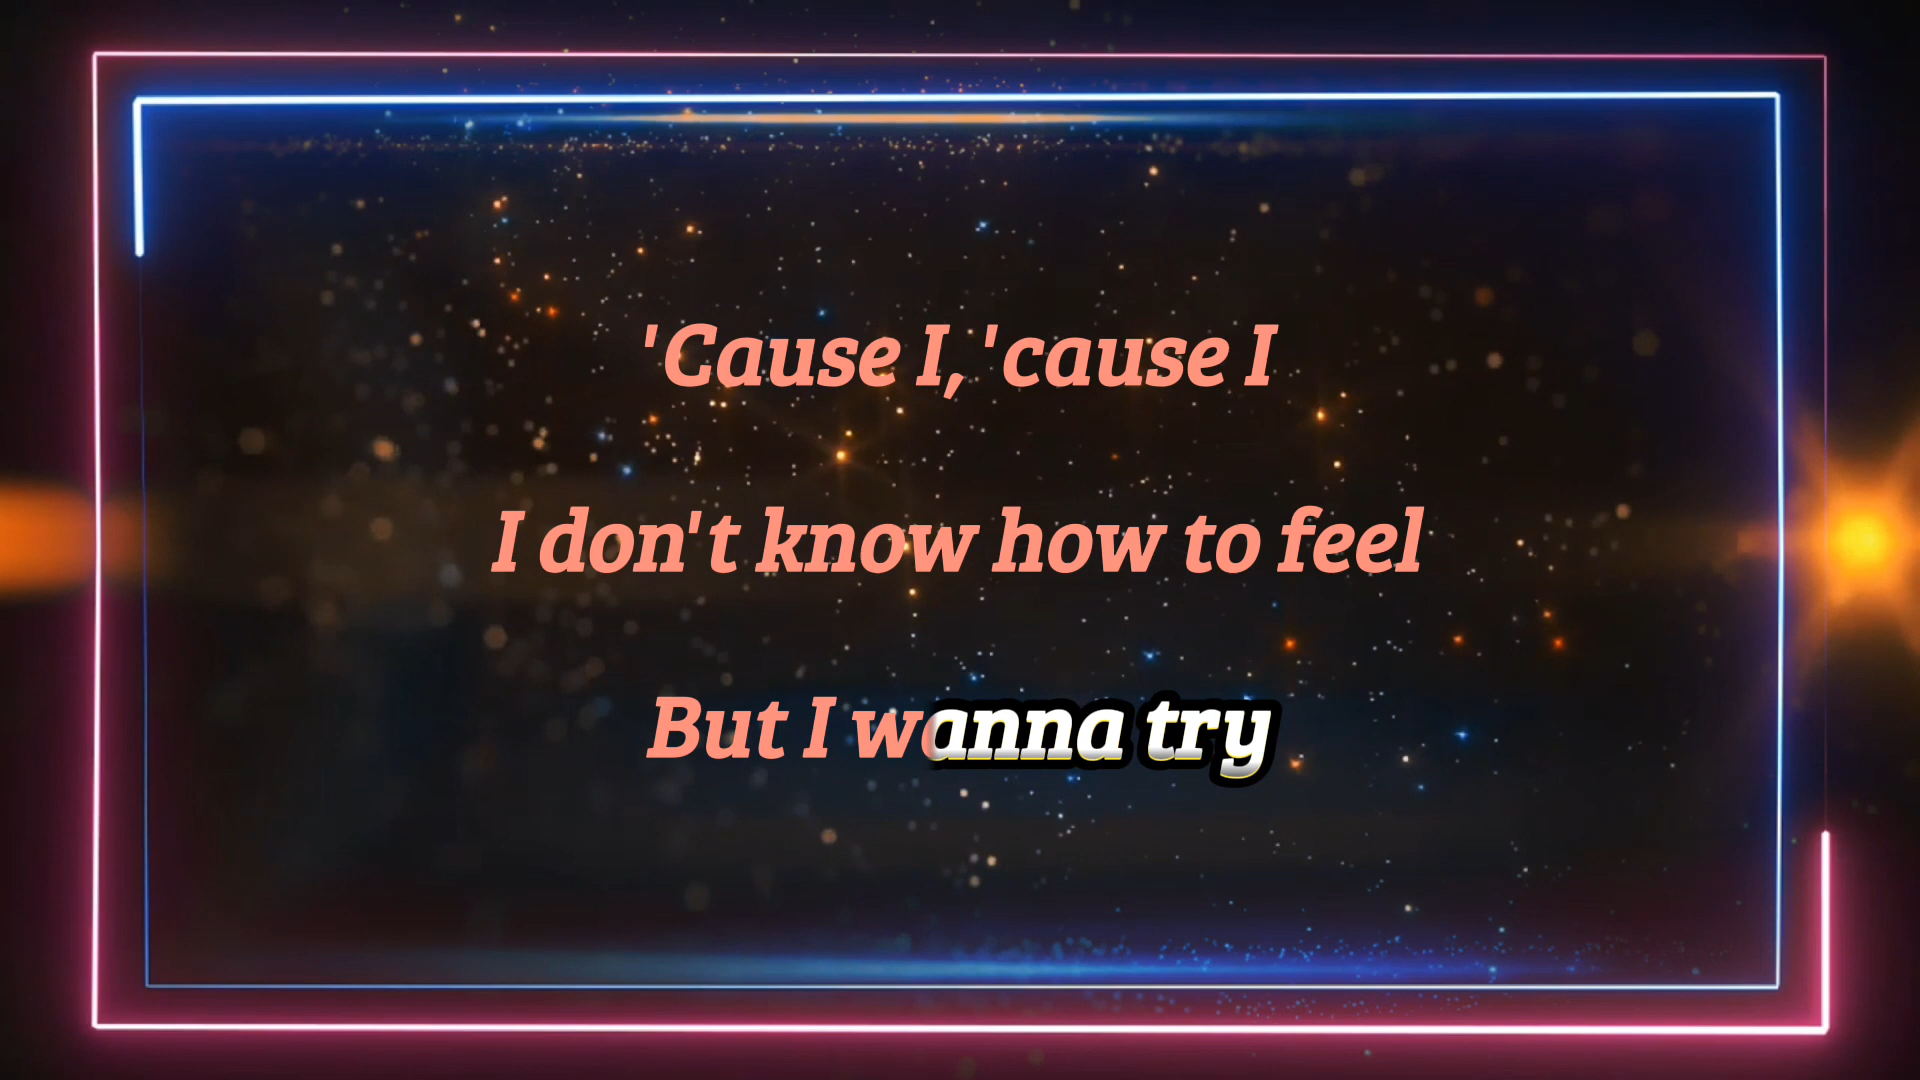 'Cause I, 'cause I
I don't know how to feel
But I wanna try